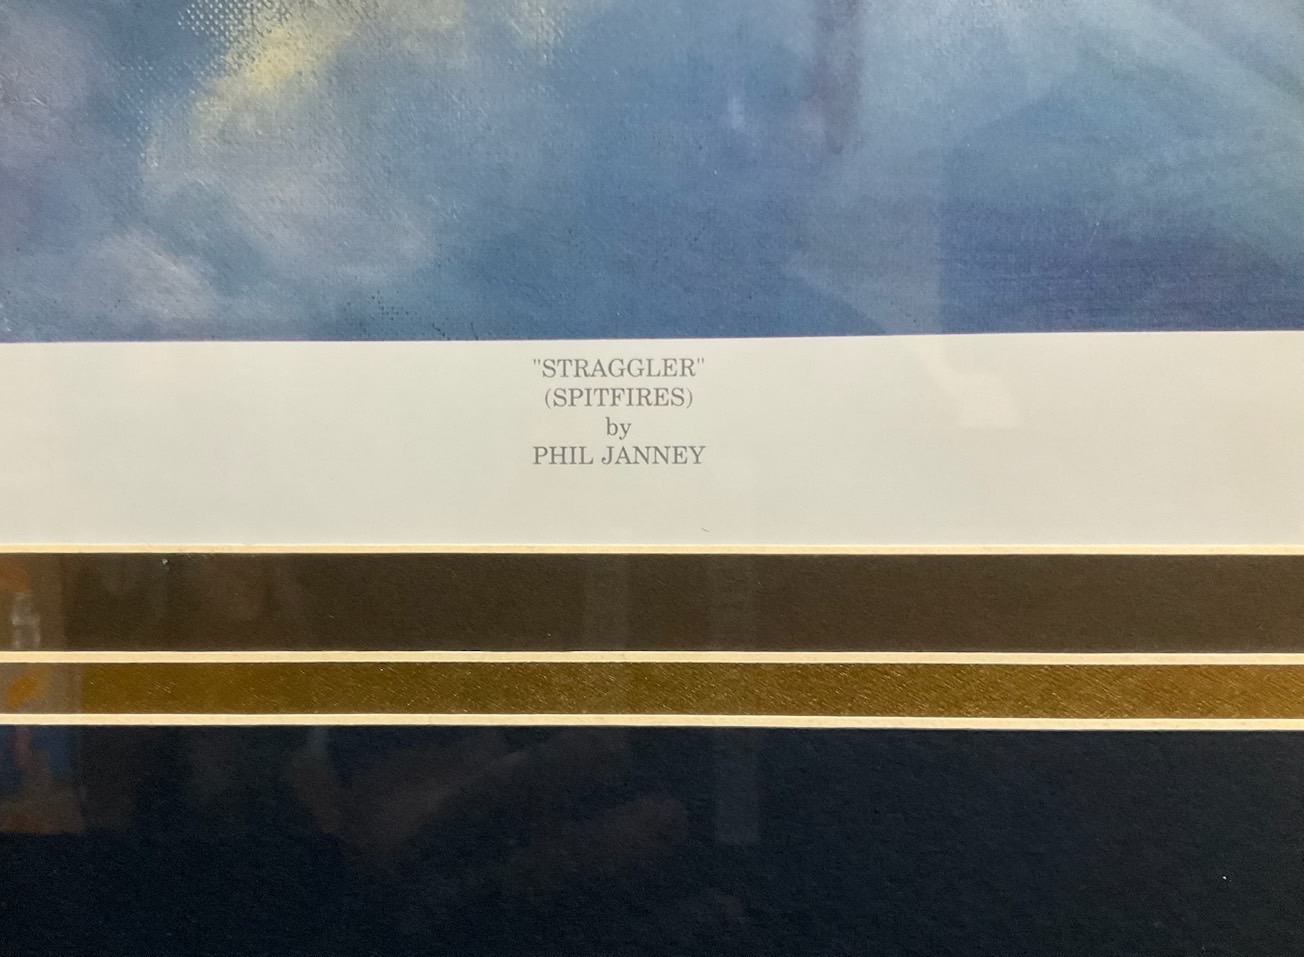 "STRAGGLER"
(SPITFIRES)
by
PHIL JANNEY